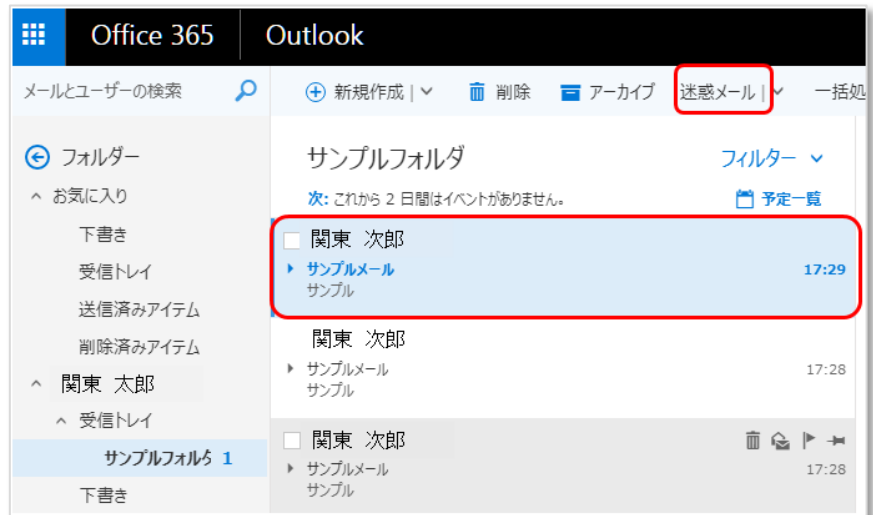 Office 365 Outlook
メールとユーザーの検索 新規作成 | 削除 アーカイブ 迷惑メール | 一括処
フォルダー
お気に入り
下書き
受信トレイ
送信済みアイテム
削除済みアイテム
関東 太郎
受信トレイ
サンプルフォルダ 1
下書き
サンプルフォルダ フィルター
次: これから 2 日間はイベントがありません。 予定一覧
関東 次郎
サンプルメール 17:29
サンプル
関東 次郎
サンプルメール 17:28
サンプル
関東 次郎
サンプルメール 17:28
サンプル